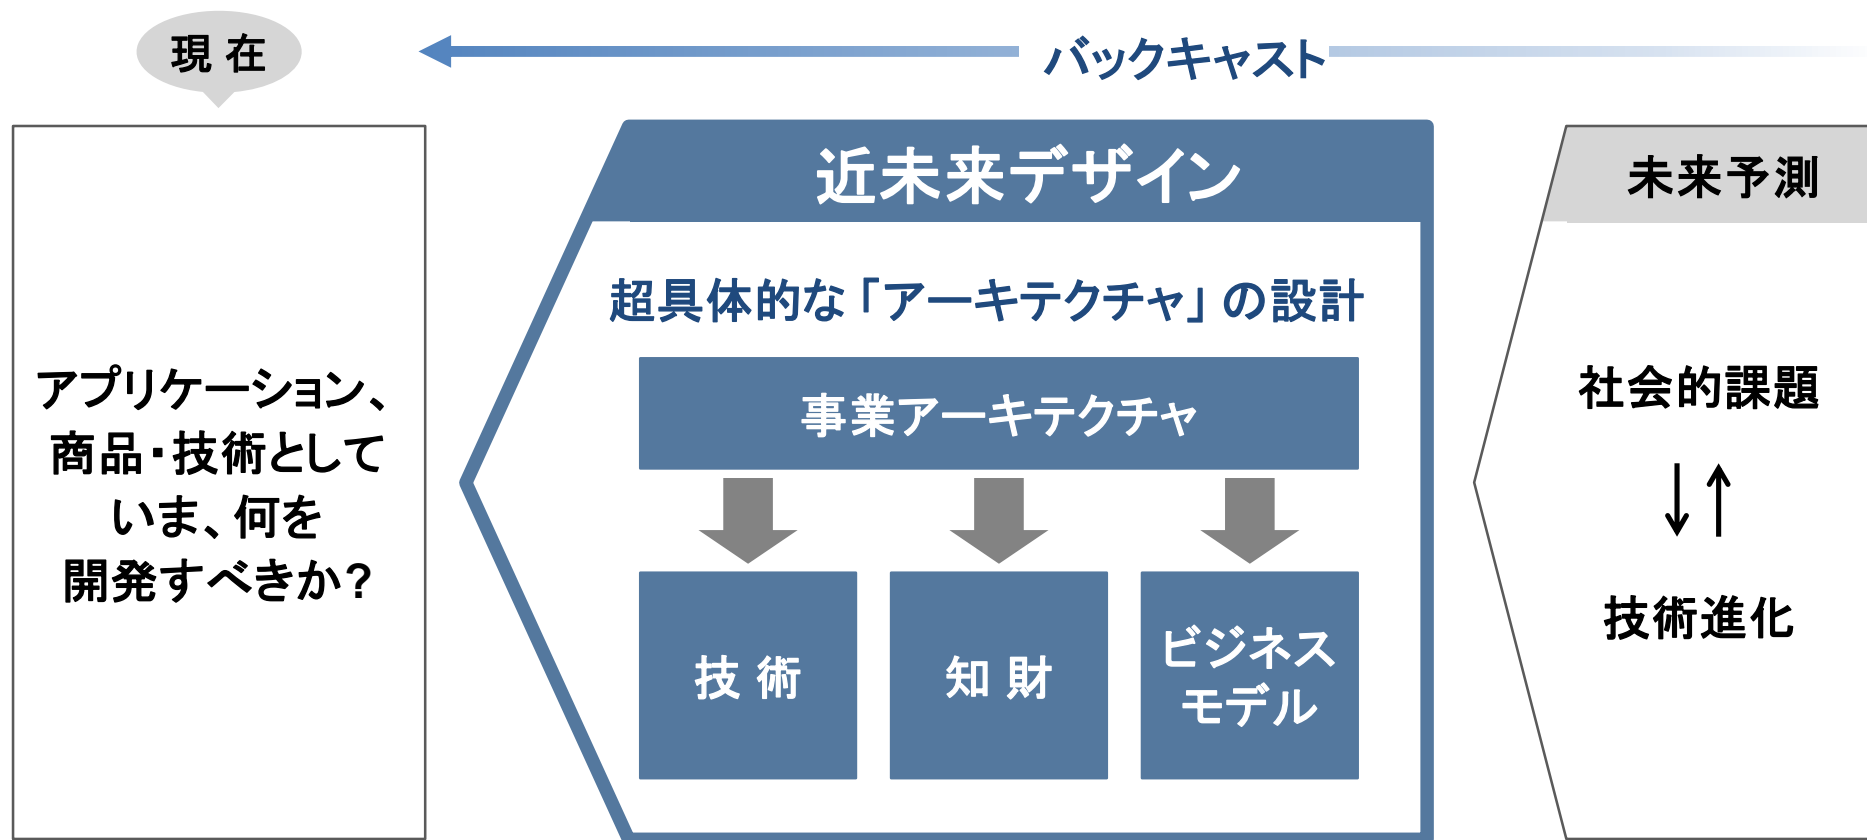 現 在
バックキャスト
アプリケーション、
商品・技術として
いま、何を
開発すべきか?
近未来デザイン
超具体的な「アーキテクチャ」の設計
事業アーキテクチャ
技 術
知 財
ビジネス
モデル
未来予測
社会的課題
技術進化